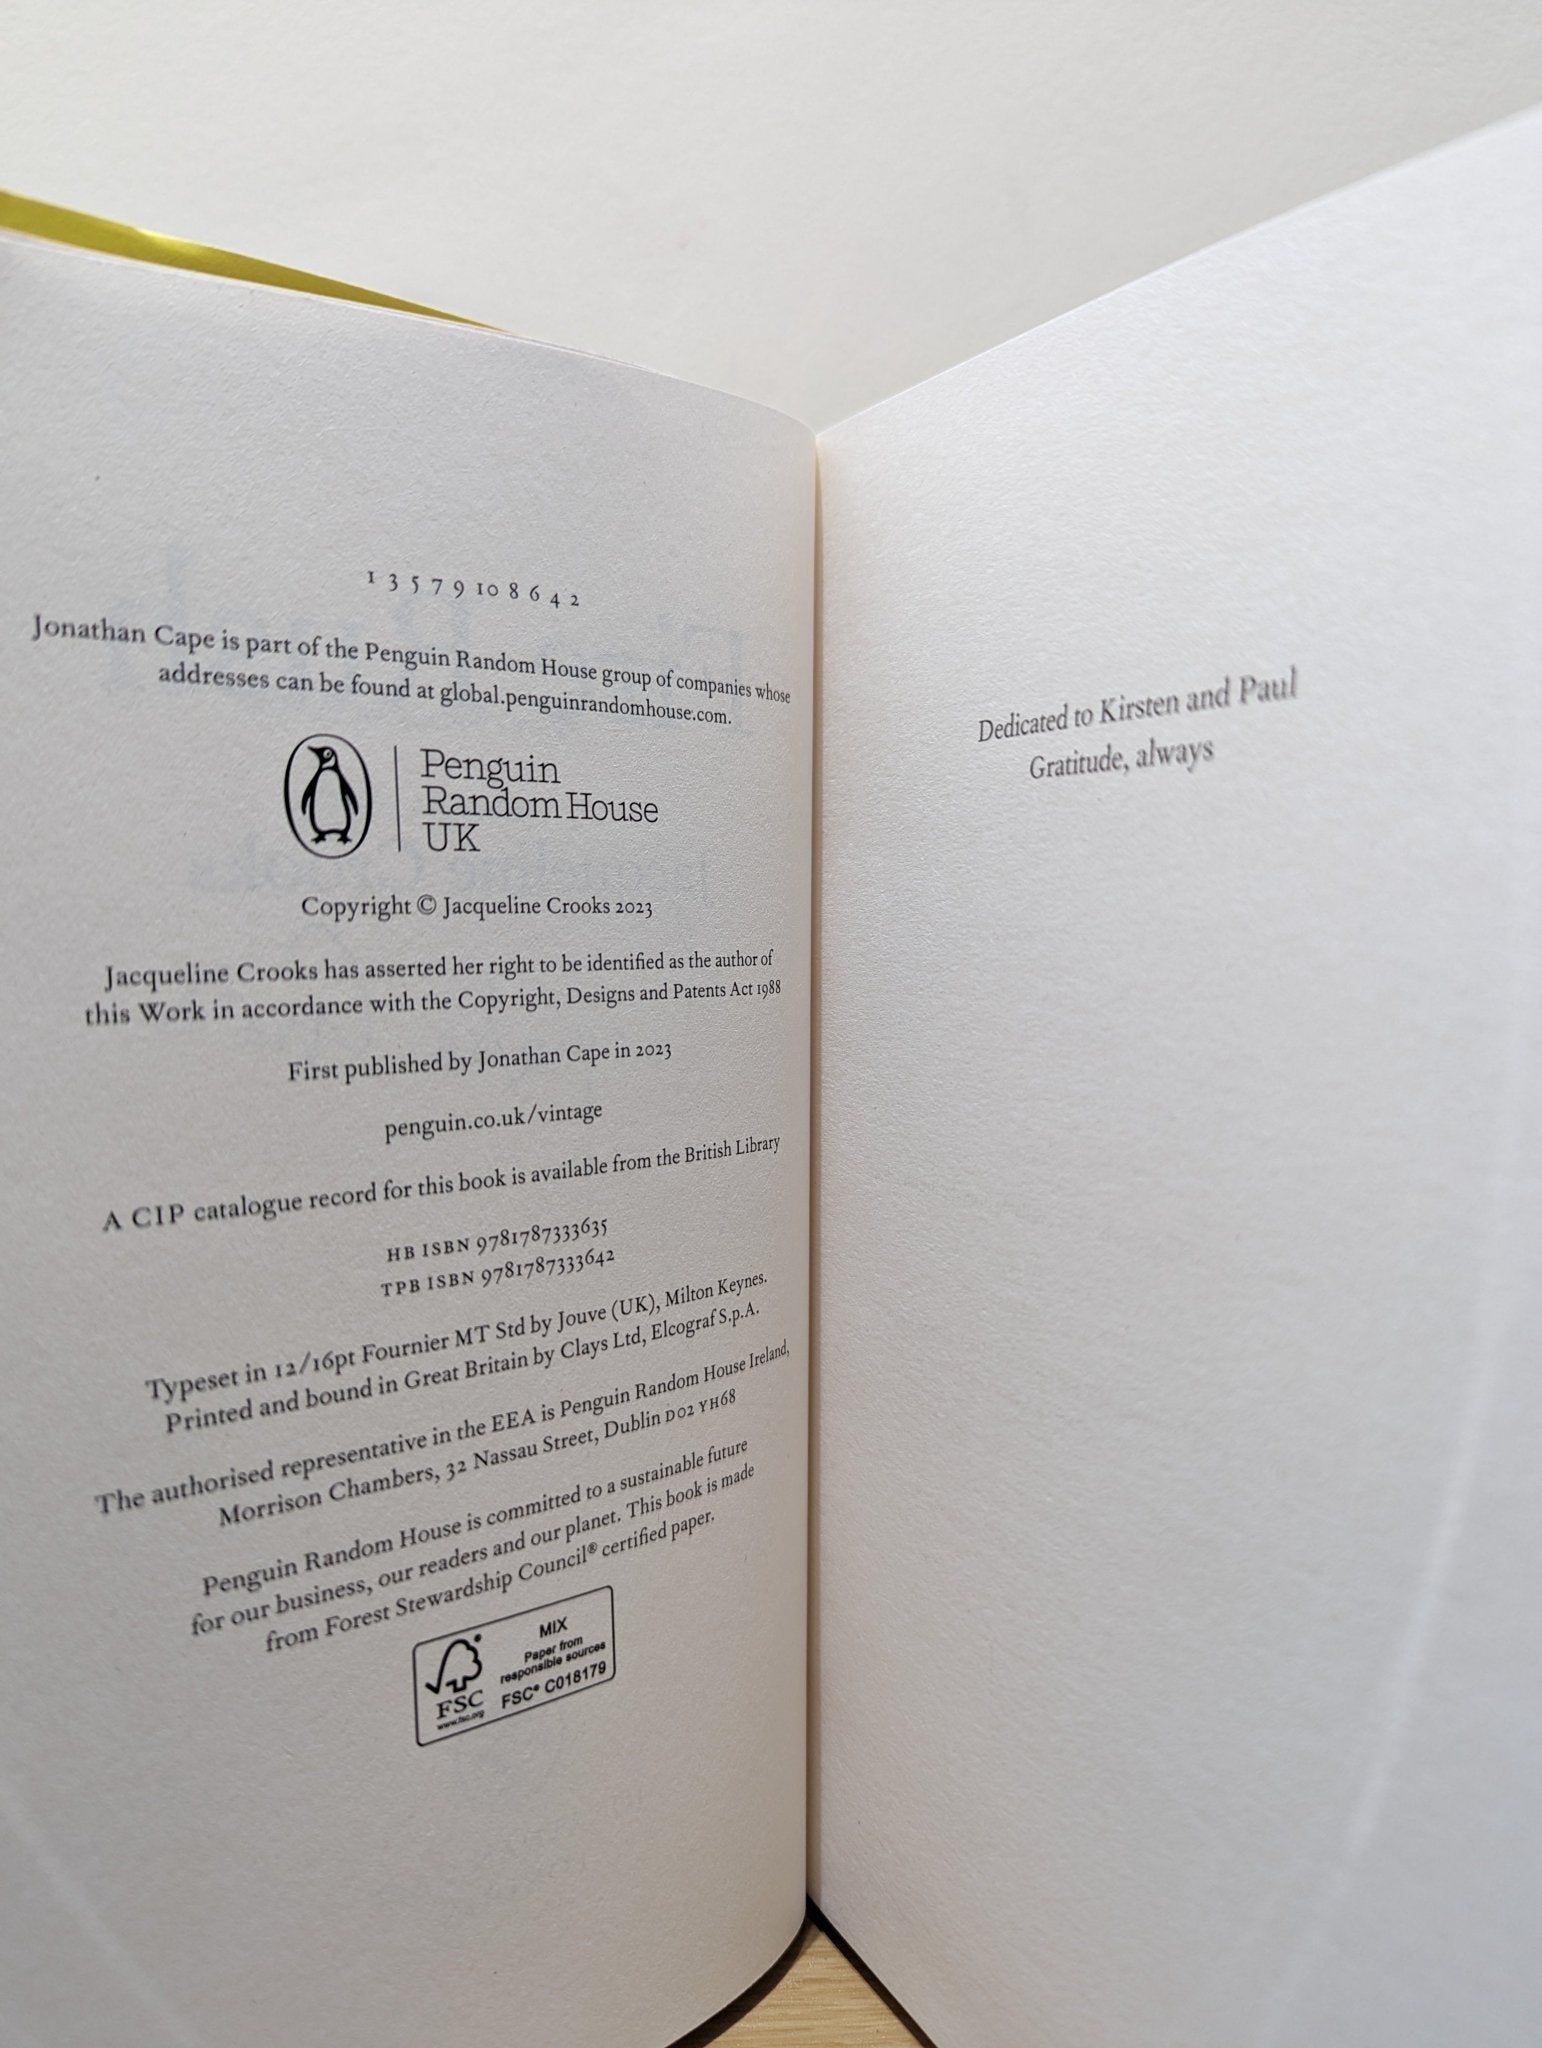 1 3 5 7 9 10 8 6 4 2
Jonathan Cape is part of the Penguin Random House group of companies whose
addresses can be found at global.penguinrandomhouse.com.
Penguin
Random House
UK
Copyright © Jacqueline Crooks 2023
Jacqueline Crooks has asserted her right to be identified as the author of
this Work in accordance with the Copyright, Designs and Patents Act 1988
First published by Jonathan Cape in 2023
penguin.co.uk/vintage
A CIP catalogue record for this book is available from the British Library
HB ISBN 9781787333635
TPB ISBN 9781787333642
Typeset in 12/16pt Fournier MT Std by Jouve (UK), Milton Keynes.
Printed and bound in Great Britain by Clays Ltd, Elcograf S.p.A.
The authorised representative in the EEA is Penguin Random House Ireland,
Morrison Chambers, 32 Nassau Street, Dublin D02 YH68
Penguin Random House is committed to a sustainable future
for our business, our readers and our planet. This book is made
from Forest Stewardship Council® certified paper.
FSC
www.fsc.org
MIX
Paper from
responsible sources
FSC® C018179
Dedicated to Kirsten and Paul
Gratitude, always